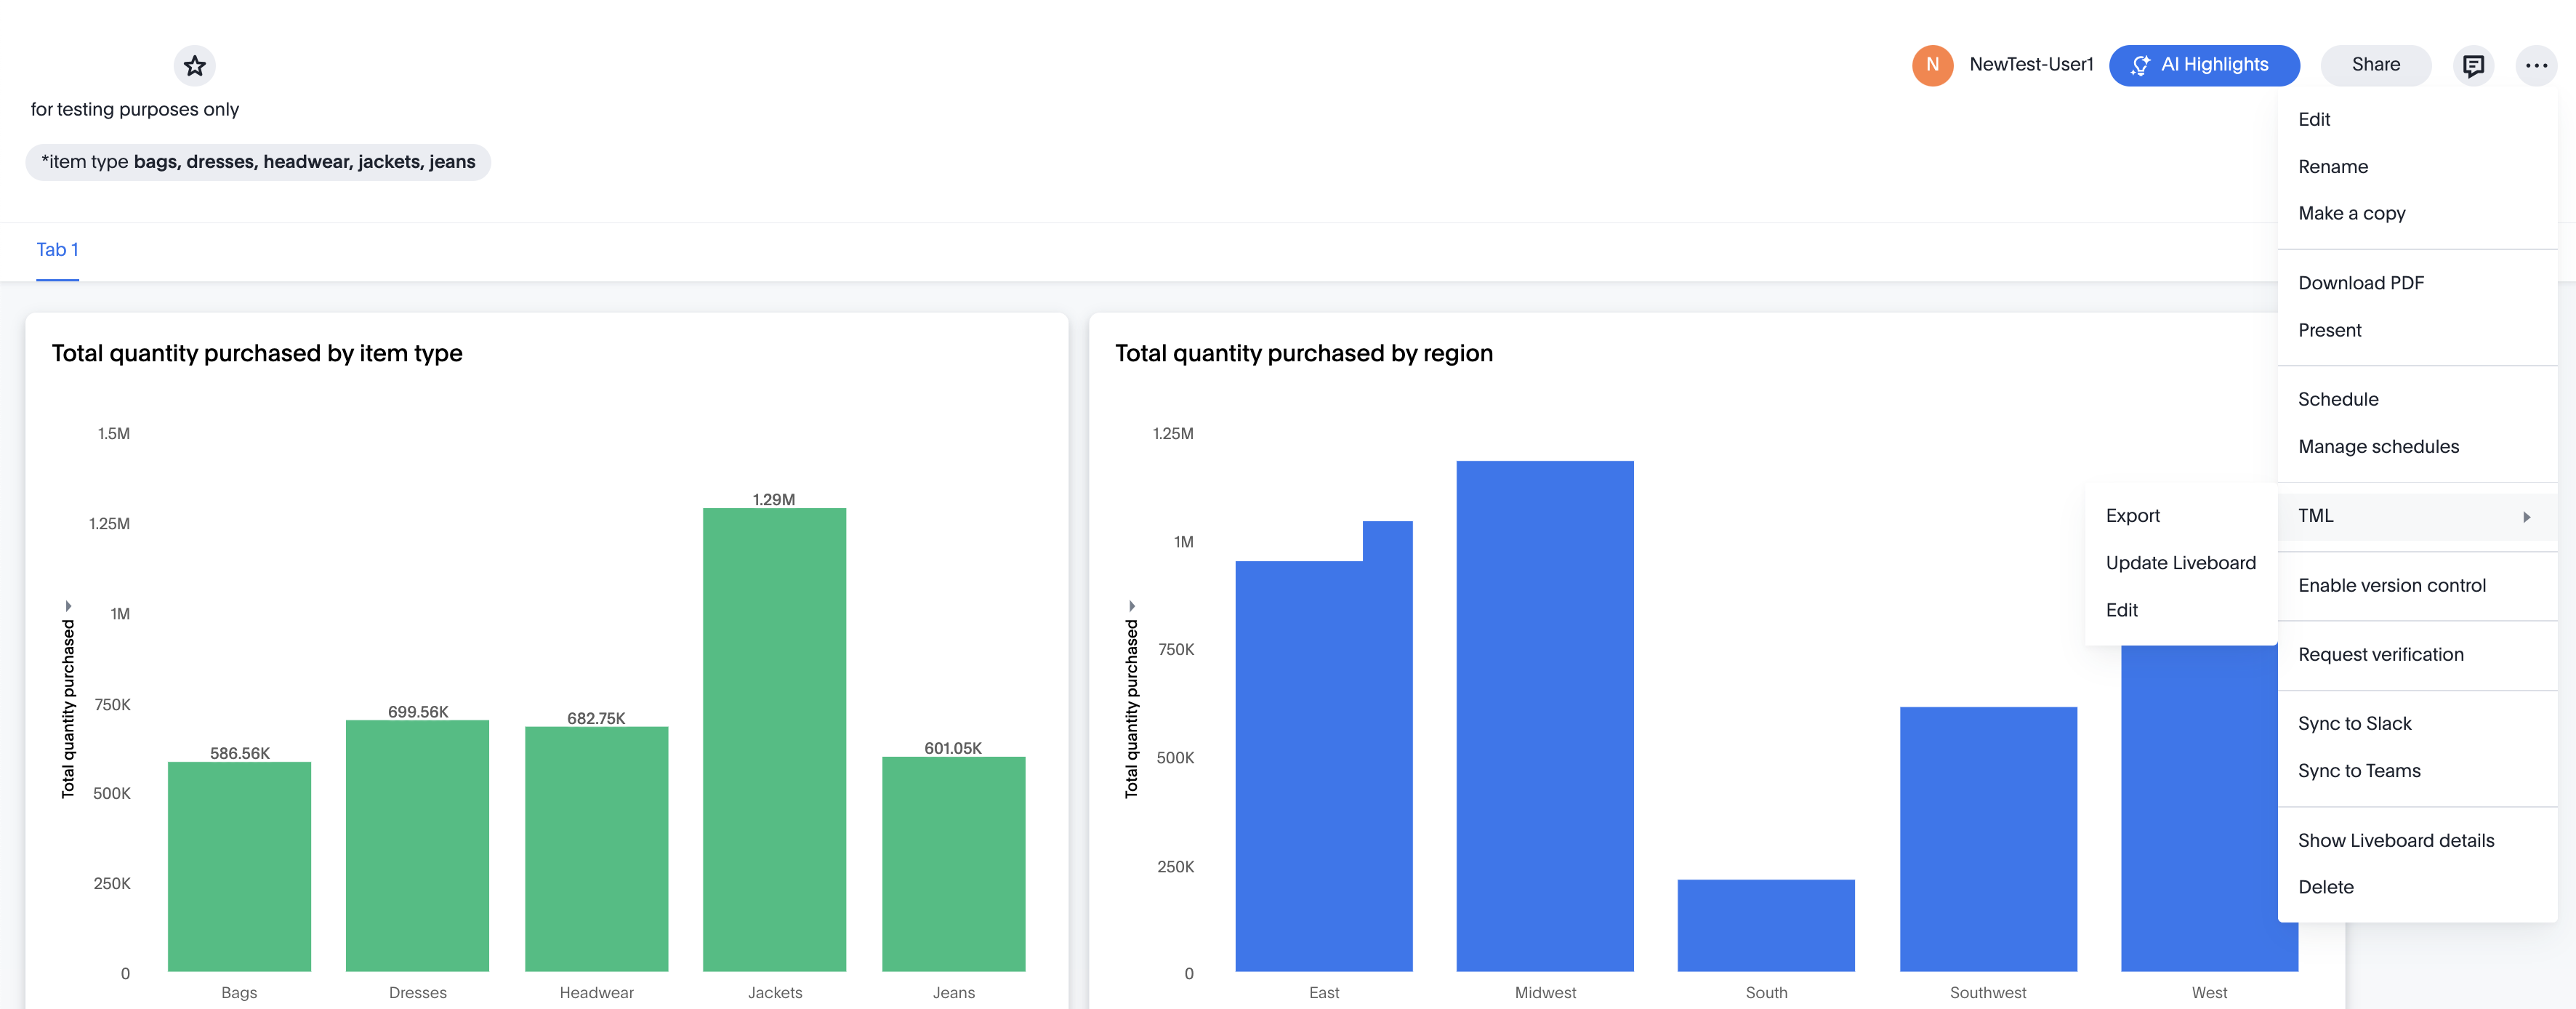 N NewTest-User1 AI Highlights Share
for testing purposes only
*item type bags, dresses, headwear, jackets, jeans
Tab 1
Edit
Rename
Make a copy
Download PDF
Present
Schedule
Manage schedules
TML
Export
Update Liveboard
Edit
Enable version control
Request verification
Sync to Slack
Sync to Teams
Show Liveboard details
Delete
Total quantity purchased by item type
Total quantity purchased
1.5M
1.25M
1M
750K
500K
250K
0
586.56K
699.56K
682.75K
1.29M
601.05K
Bags Dresses Headwear Jackets Jeans
Total quantity purchased by region
Total quantity purchased
1.25M
1M
750K
500K
250K
0
East Midwest South Southwest West